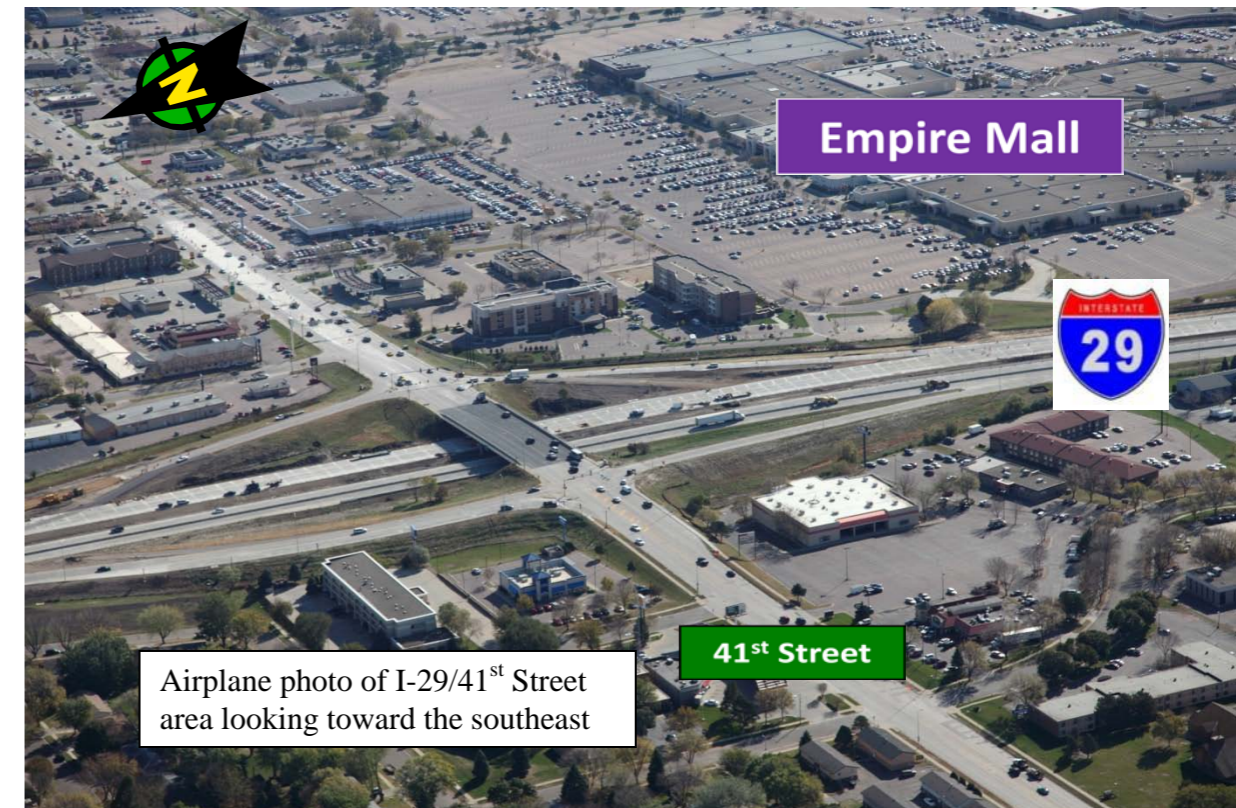 N
Empire Mall
INTERSTATE
29
41st Street
Airplane photo of I-29/41st Street
area looking toward the southeast